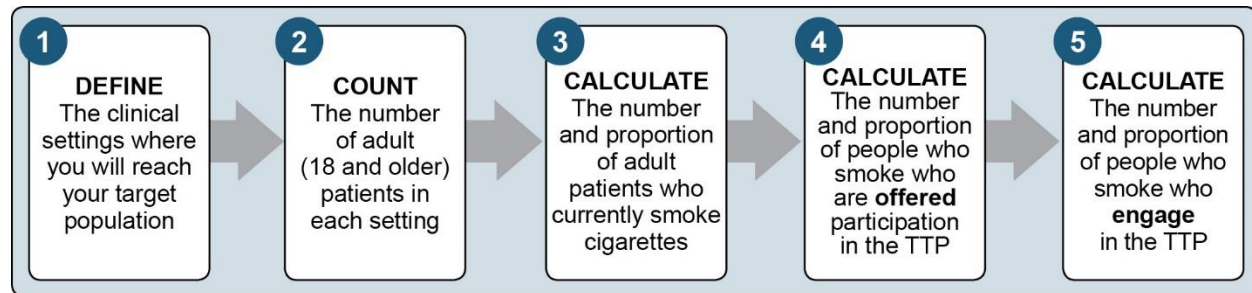 1
DEFINE
The clinical
settings where
you will reach
your target
population
2
COUNT
The number
of adult
(18 and older)
patients in
each setting
3
CALCULATE
The number
and proportion
of adult
patients who
currently smoke
cigarettes
4
CALCULATE
The number
and proportion
of people who
smoke who
are offered
participation
in the TTP
5
CALCULATE
The number
and proportion
of people who
smoke who
engage
in the TTP